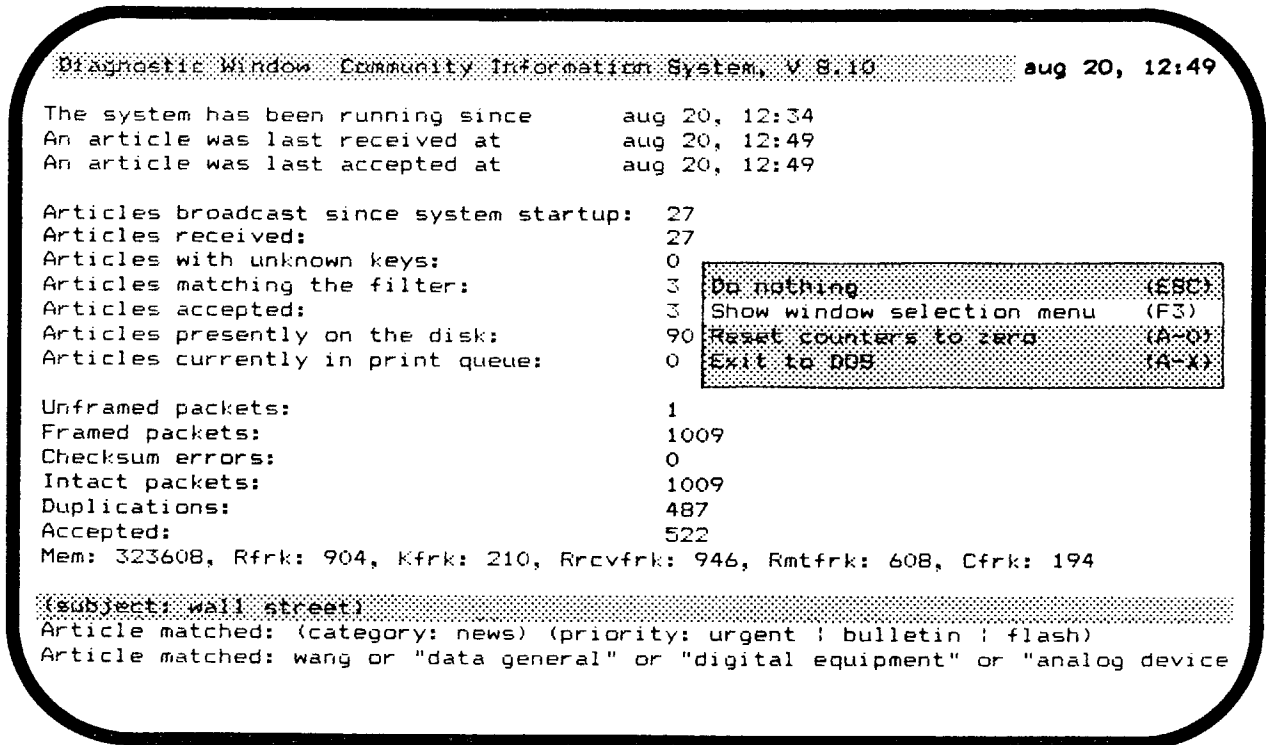 Diagnostic Window Community Information System, V 8.10 aug 20, 12:49
The system has been running since aug 20, 12:34
An article was last received at aug 20, 12:49
An article was last accepted at aug 20, 12:49
Articles broadcast since system startup: 27
Articles received: 27
Articles with unknown keys: 0
Articles matching the filter: 3
Articles accepted: 3
Articles presently on the disk: 90
Articles currently in print queue: 0
Do nothing (ESC)
Show window selection menu (F3)
Reset counters to zero (A-O)
Exit to DOS (A-X)
Unframed packets: 1
Framed packets: 1009
Checksum errors: 0
Intact packets: 1009
Duplications: 487
Accepted: 522
Mem: 323608, Rfrk: 904, Kfrk: 210, Rrcvfrk: 946, Rmtfrk: 608, Cfrk: 194
(subject: wall street)
Article matched: (category: news) (priority: urgent ¦ bulletin ¦ flash)
Article matched: wang or "data general" or "digital equipment" or "analog device